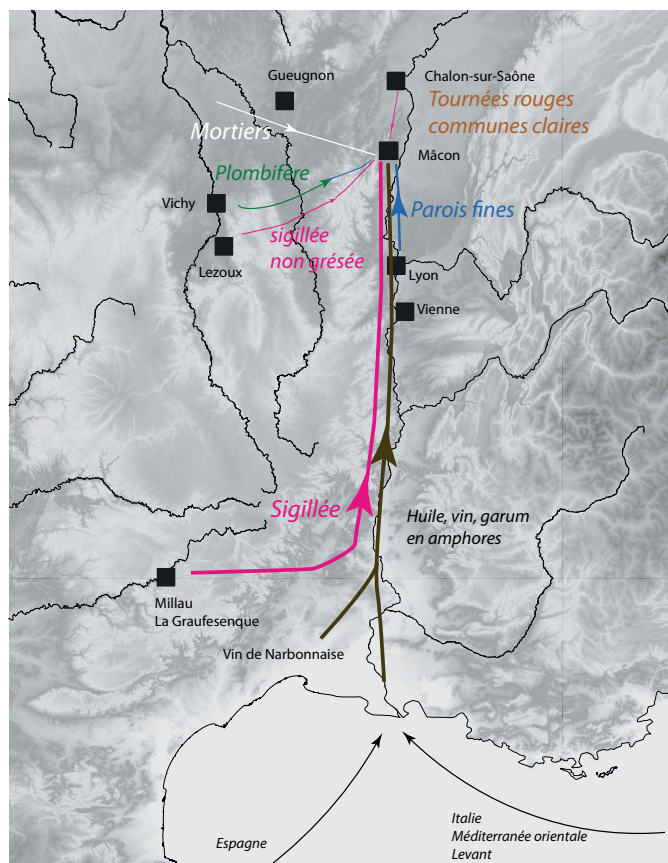 Gueugnon
Chalon-sur-Saône
Tournées rouges
communes claires
Mortiers
Mâcon
Plombifère
Vichy
Parois fines
sigillée
non grésée
Lezoux
Lyon
Vienne
Sigillée
Huile, vin, garum
en amphores
Millau
La Graufesenque
Vin de Narbonnaise
Espagne
Italie
Méditerranée orientale
Levant